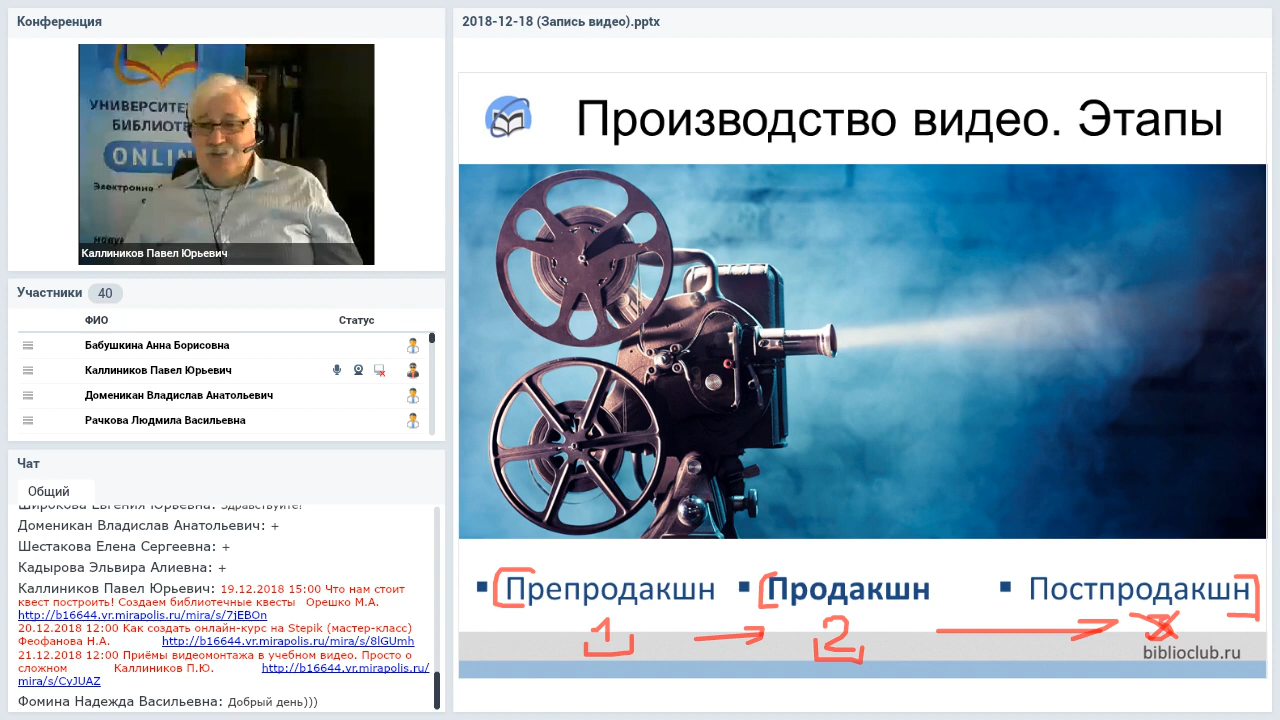 Конференция
УНИВЕРСИТЕ
БИБЛИОТЕ
ONLIN
Каллиников Павел Юрьевич
Участники 40
ФИО Статус
Бабушкина Анна Борисовна
Каллиников Павел Юрьевич
Доменикан Владислав Анатольевич
Рачкова Людмила Васильевна
Чат
Общий
Широкова Евгения Юрьевна: Здравствуйте!
Доменикан Владислав Анатольевич: +
Шестакова Елена Сергеевна: +
Кадырова Эльвира Алиевна: +
Каллиников Павел Юрьевич: 19.12.2018 15:00 Что нам стоит
квест построить! Создаем библиотечные квесты Орешко М.А.
http://b16644.vr.mirapolis.ru/mira/s/7jEBOn
20.12.2018 12:00 Как создать онлайн-курс на Stepik (мастер-класс)
Феофанова Н.А. http://b16644.vr.mirapolis.ru/mira/s/8lGUmh
21.12.2018 12:00 Приёмы видеомонтажа в учебном видео. Просто о
сложном Каллиников П.Ю. http://b16644.vr.mirapolis.ru/
mira/s/CyJUAZ
Фомина Надежда Васильевна: Добрый день)))
2018-12-18 (Запись видео).pptx
Производство видео. Этапы
▪ Препродакшн ▪ Продакшн ▪ Постпродакшн
1 2
biblioclub.ru